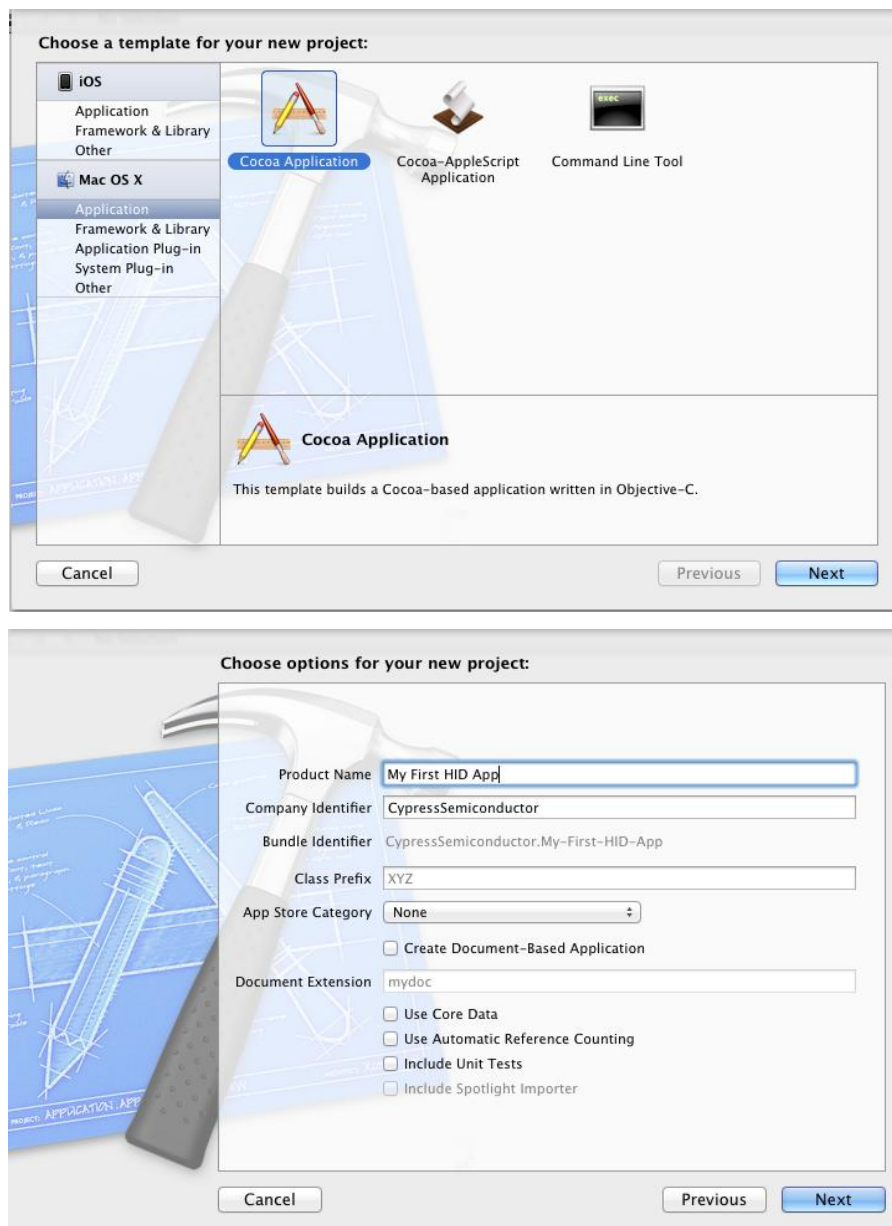 Choose a template for your new project:
iOS
Application
Framework & Library
Other
Mac OS X
Application
Framework & Library
Application Plug-in
System Plug-in
Other
exec
Cocoa Application
Cocoa-AppleScript
Application
Command Line Tool
Cocoa Application
This template builds a Cocoa-based application written in Objective-C.
PROJECT: APPLICATION.APP
Cancel
Previous
Next
Choose options for your new project:
Product Name My First HID App
Company Identifier CypressSemiconductor
Bundle Identifier CypressSemiconductor.My-First-HID-App
Class Prefix XYZ
App Store Category None
Create Document-Based Application
Document Extension mydoc
Use Core Data
Use Automatic Reference Counting
Include Unit Tests
Include Spotlight Importer
PROJECT: APPLICATION.APP
Cancel
Previous
Next